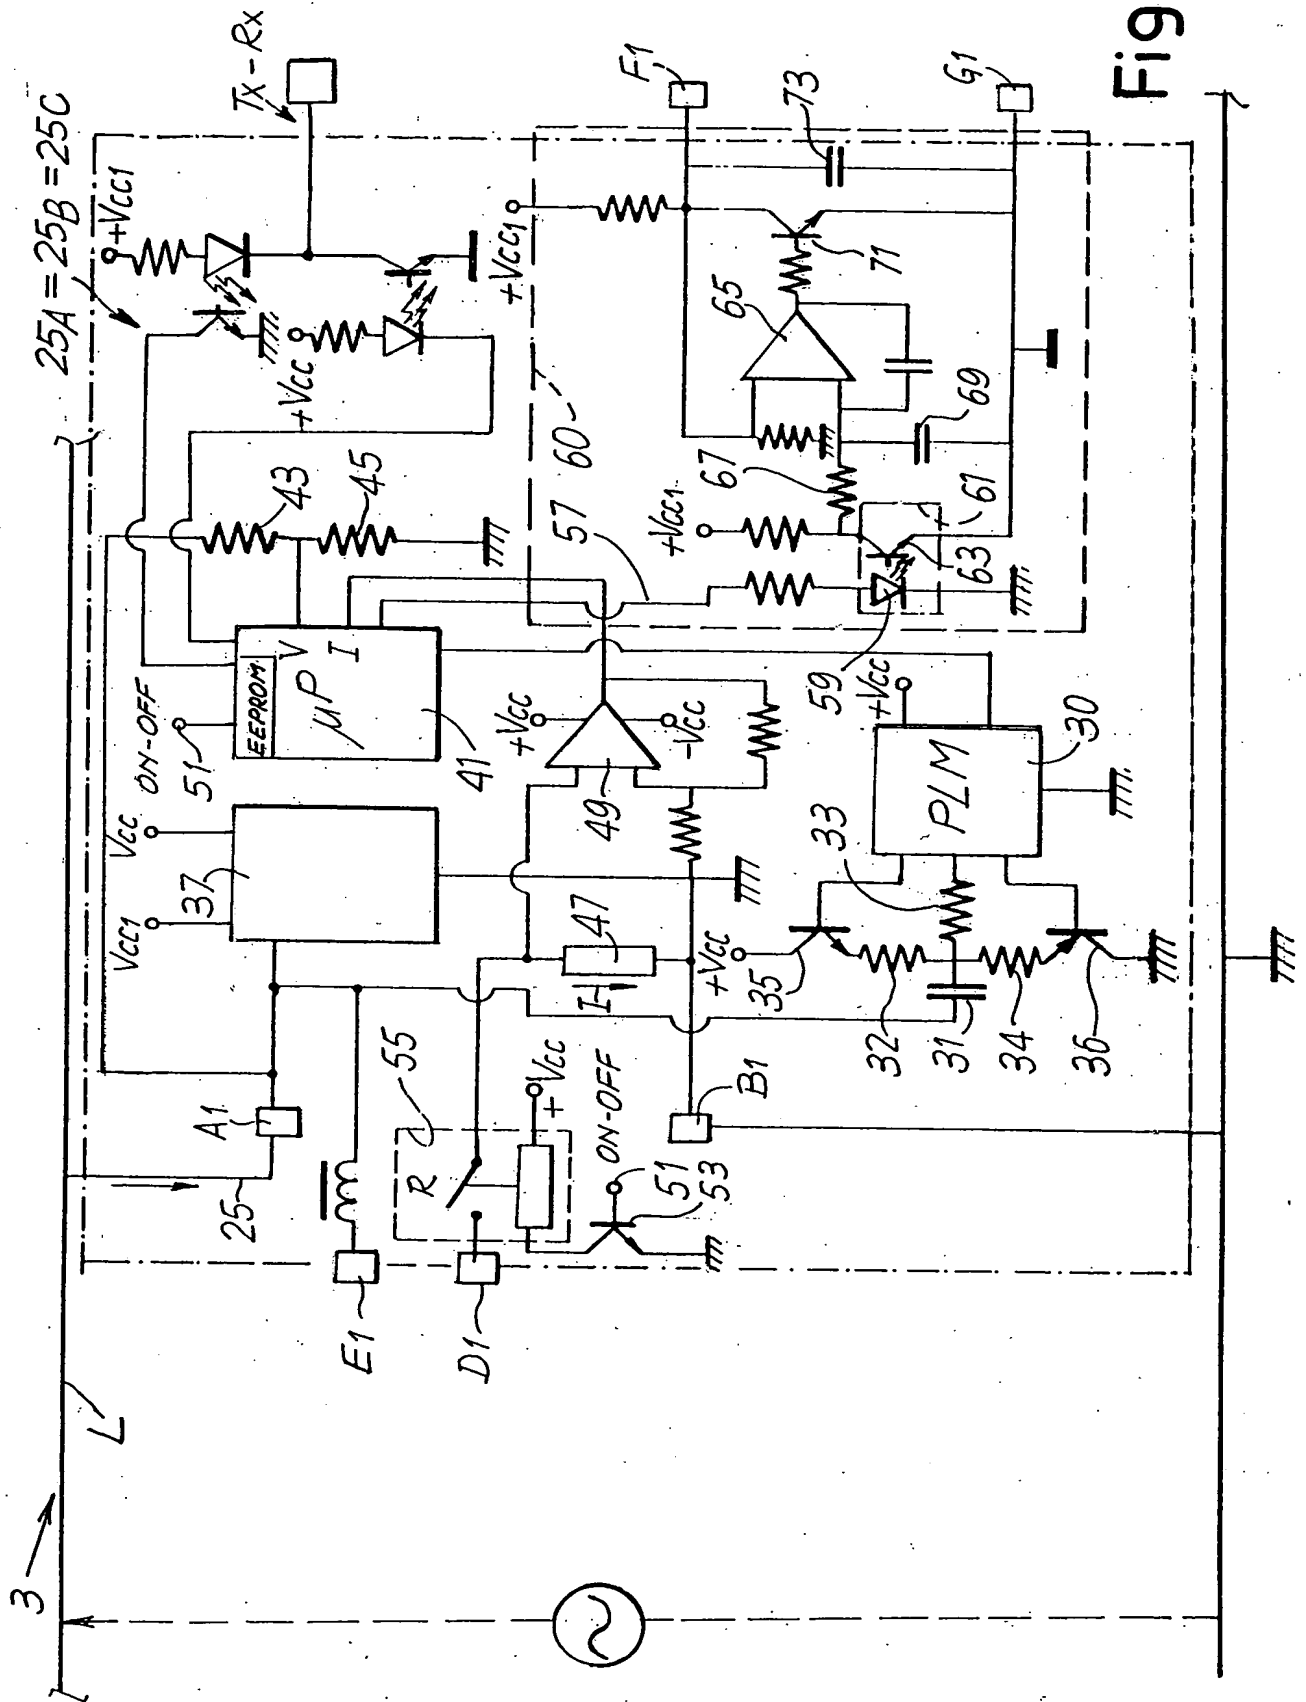 3
L
25A = 25B = 25C
Tx - Rx
+Vcc1
+Vcc
43
45
ON-OFF
51
EEPROM
μP
V
I
41
Vcc
Vcc1
37
A1
25
E1
D1
R
55
+Vcc
ON-OFF
51
53
B1
I
47
49
+Vcc
-Vcc
57
60
+Vcc1
F1
73
G1
71
65
69
67
+Vcc1
61
63
59
+Vcc
PLM
30
33
+Vcc
35
32
31
34
36
Fig